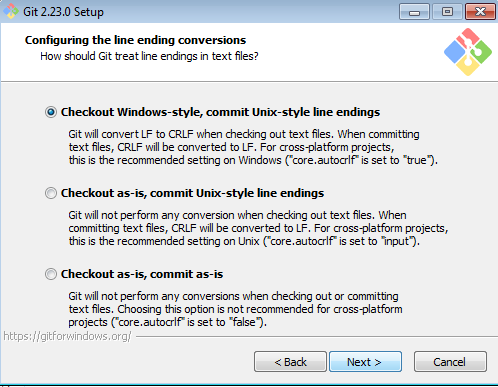 Git 2.23.0 Setup
Configuring the line ending conversions
How should Git treat line endings in text files?
Checkout Windows-style, commit Unix-style line endings
Git will convert LF to CRLF when checking out text files. When committing
text files, CRLF will be converted to LF. For cross-platform projects,
this is the recommended setting on Windows ("core.autocrlf" is set to "true").
Checkout as-is, commit Unix-style line endings
Git will not perform any conversion when checking out text files. When
committing text files, CRLF will be converted to LF. For cross-platform projects,
this is the recommended setting on Unix ("core.autocrlf" is set to "input").
Checkout as-is, commit as-is
Git will not perform any conversions when checking out or committing
text files. Choosing this option is not recommended for cross-platform
projects ("core.autocrlf" is set to "false").
https://gitforwindows.org/
< Back Next > Cancel